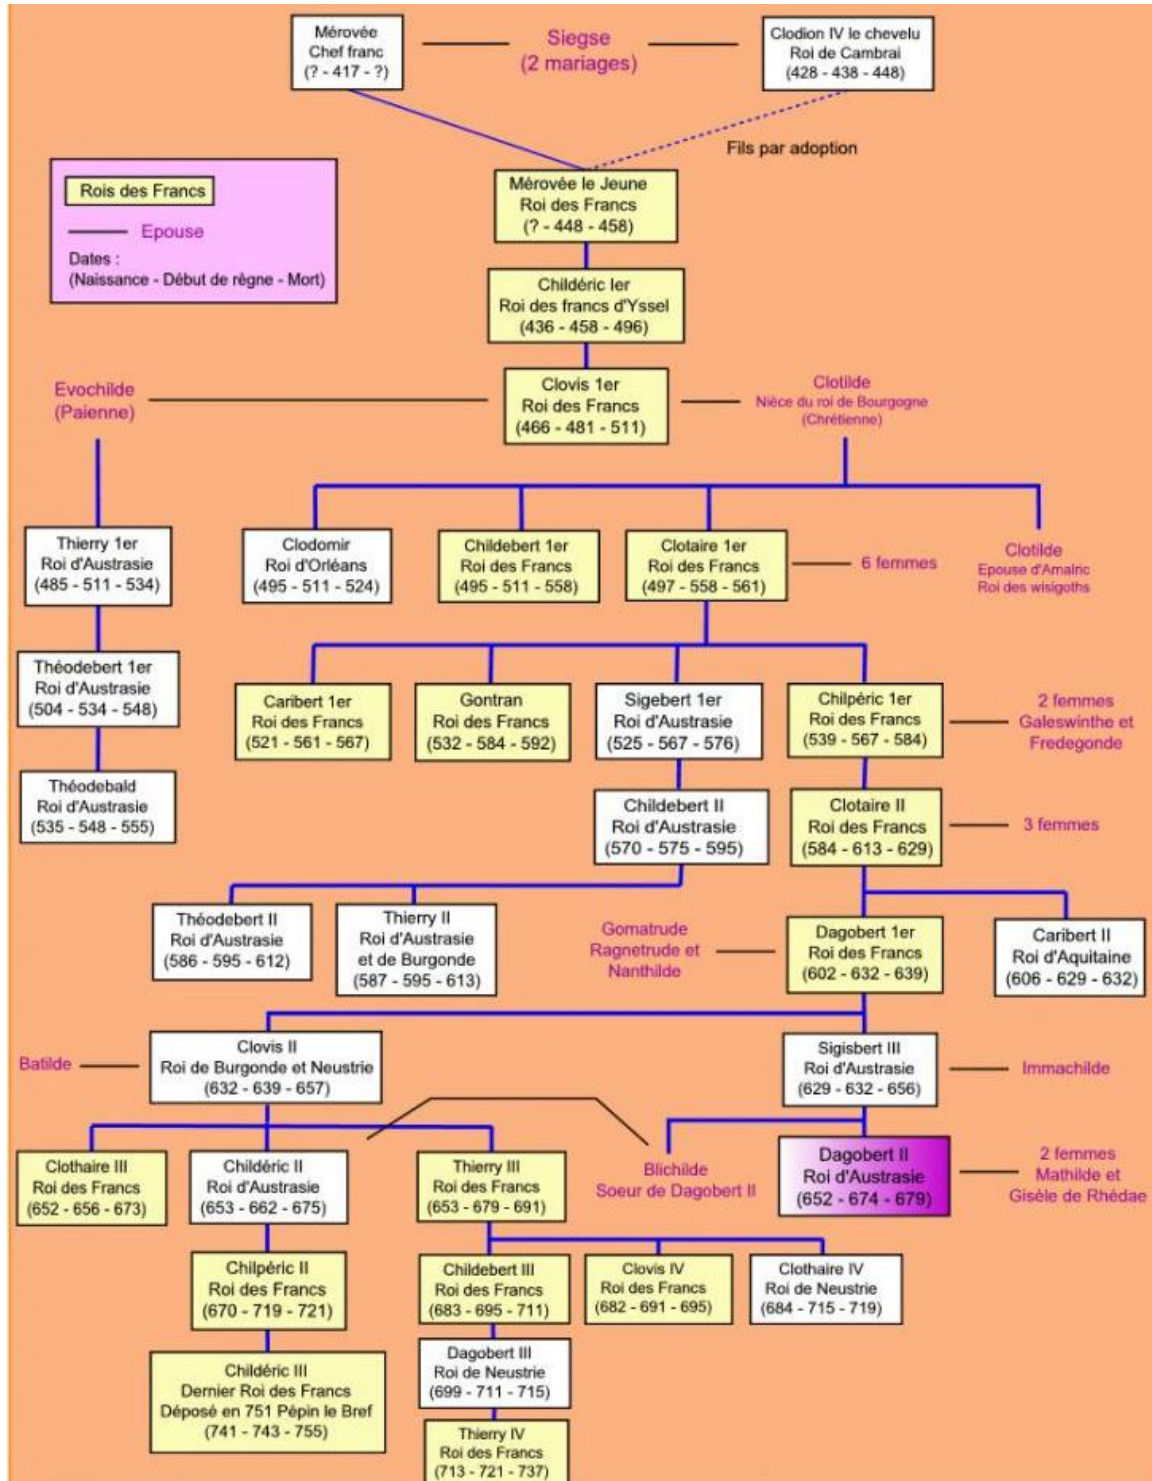 Mérovée
Chef franc
(? - 417 - ?)
Siegse
(2 mariages)
Clodion IV le chevelu
Roi de Cambrai
(428 - 438 - 448)
Fils par adoption
Rois des Francs
Epouse
Dates :
(Naissance - Début de règne - Mort)
Mérovée le Jeune
Roi des Francs
(? - 448 - 458)
Childéric Ier
Roi des francs d'Yssel
(436 - 458 - 496)
Evochilde
(Paienne)
Clovis 1er
Roi des Francs
(466 - 481 - 511)
Clotilde
Nièce du roi de Bourgogne
(Chrétienne)
Thierry 1er
Roi d'Austrasie
(485 - 511 - 534)
Clodomir
Roi d'Orléans
(495 - 511 - 524)
Childebert 1er
Roi des Francs
(495 - 511 - 558)
Clotaire 1er
Roi des Francs
(497 - 558 - 561)
6 femmes
Clotilde
Epouse d'Amalric
Roi des wisigoths
Théodebert 1er
Roi d'Austrasie
(504 - 534 - 548)
Caribert 1er
Roi des Francs
(521 - 561 - 567)
Gontran
Roi des Francs
(532 - 584 - 592)
Sigebert 1er
Roi d'Austrasie
(525 - 567 - 576)
Chilpéric 1er
Roi des Francs
(539 - 567 - 584)
2 femmes
Galeswinthe et
Fredegonde
Théodebald
Roi d'Austrasie
(535 - 548 - 555)
Childebert II
Roi d'Austrasie
(570 - 575 - 595)
Clotaire II
Roi des Francs
(584 - 613 - 629)
3 femmes
Théodebert II
Roi d'Austrasie
(586 - 595 - 612)
Thierry II
Roi d'Austrasie
et de Burgonde
(587 - 595 - 613)
Gomatrude
Ragnetrude et
Nanthilde
Dagobert 1er
Roi des Francs
(602 - 632 - 639)
Caribert II
Roi d'Aquitaine
(606 - 629 - 632)
Batilde
Clovis II
Roi de Burgonde et Neustrie
(632 - 639 - 657)
Sigisbert III
Roi d'Austrasie
(629 - 632 - 656)
Immachilde
Clothaire III
Roi des Francs
(652 - 656 - 673)
Childéric II
Roi d'Austrasie
(653 - 662 - 675)
Thierry III
Roi des Francs
(653 - 679 - 691)
Blichilde
Soeur de Dagobert II
Dagobert II
Roi d'Austrasie
(652 - 674 - 679)
2 femmes
Mathilde et
Gisèle de Rhédae
Chilpéric II
Roi des Francs
(670 - 719 - 721)
Childebert III
Roi des Francs
(683 - 695 - 711)
Clovis IV
Roi des Francs
(682 - 691 - 695)
Clothaire IV
Roi de Neustrie
(684 - 715 - 719)
Childéric III
Dernier Roi des Francs
Déposé en 751 Pépin le Bref
(741 - 743 - 755)
Dagobert III
Roi de Neustrie
(699 - 711 - 715)
Thierry IV
Roi des Francs
(713 - 721 - 737)